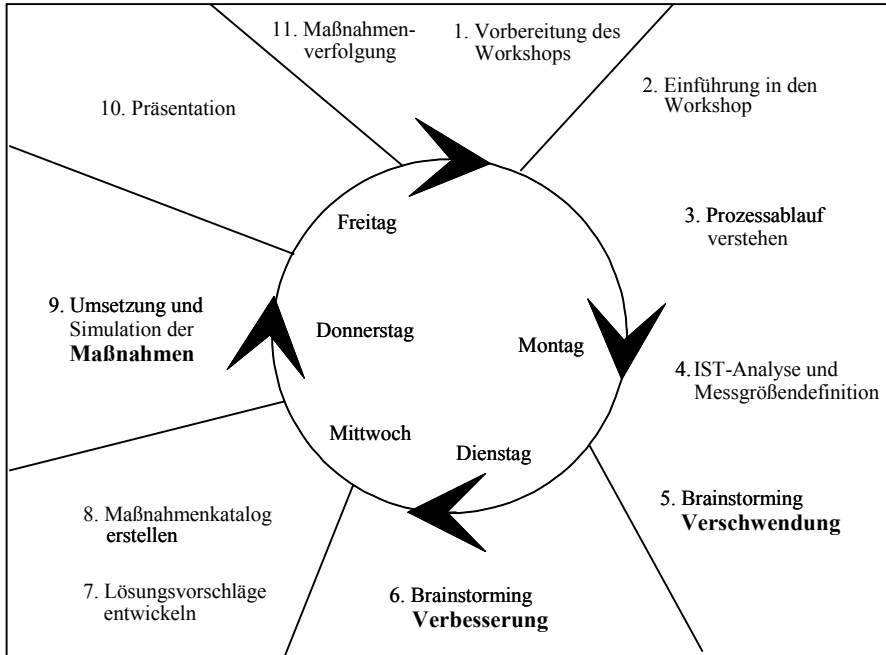 1. Vorbereitung des
Workshops
2. Einführung in den
Workshop
3. Prozessablauf
verstehen
4. IST-Analyse und
Messgrößendefinition
5. Brainstorming
Verschwendung
6. Brainstorming
Verbesserung
7. Lösungsvorschläge
entwickeln
8. Maßnahmenkatalog
erstellen
9. Umsetzung und
Simulation der
Maßnahmen
10. Präsentation
11. Maßnahmen-
verfolgung
Montag
Dienstag
Mittwoch
Donnerstag
Freitag